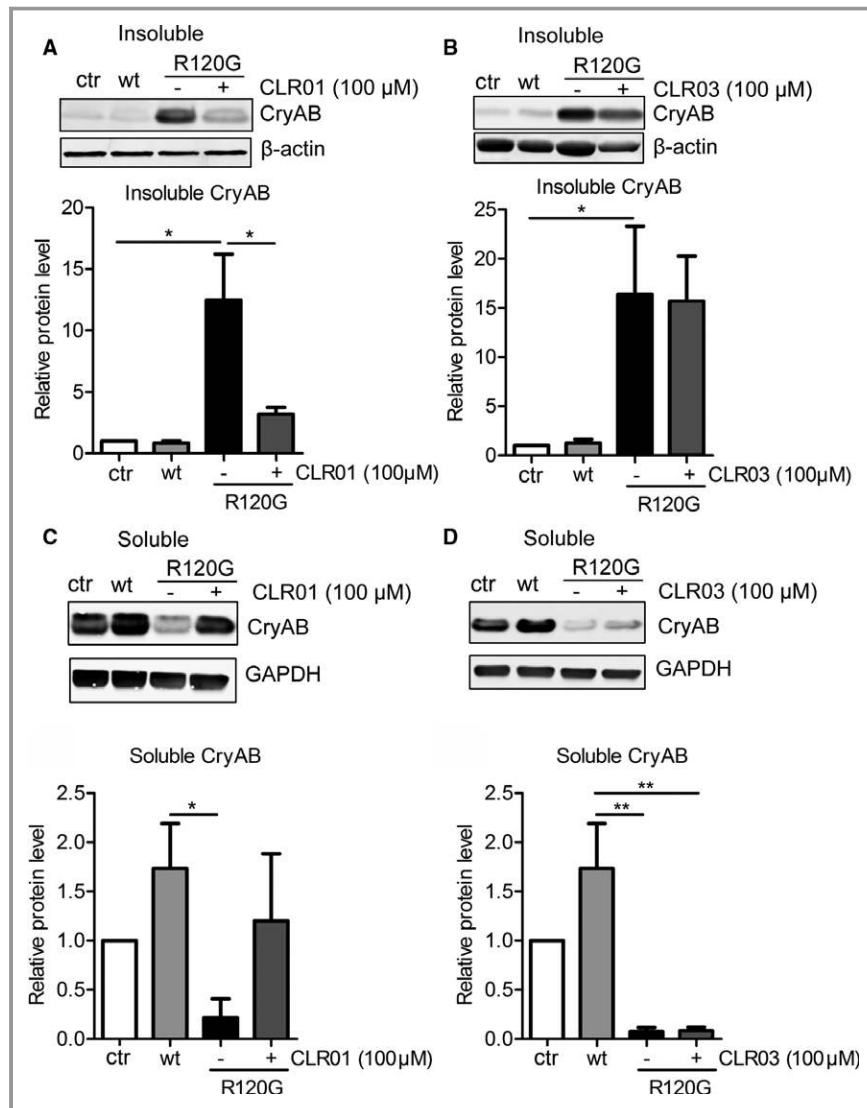 A
Insoluble
R120G
ctr wt - + CLR01 (100 µM)
CryAB
β-actin
Insoluble CryAB
Relative protein level
20
15
10
5
0
*
*
ctr wt - + CLR01 (100µM)
R120G
B
Insoluble
R120G
ctr wt - + CLR03 (100 µM)
CryAB
β-actin
Insoluble CryAB
Relative protein level
25
20
15
10
5
0
*
ctr wt - + CLR03 (100µM)
R120G
C
Soluble
R120G
ctr wt - + CLR01 (100 µM)
CryAB
GAPDH
Soluble CryAB
Relative protein level
2.5
2.0
1.5
1.0
0.5
0.0
*
ctr wt - + CLR01 (100µM)
R120G
D
Soluble
R120G
ctr wt - + CLR03 (100 µM)
CryAB
GAPDH
Soluble CryAB
Relative protein level
2.5
2.0
1.5
1.0
0.5
0.0
**
**
ctr wt - + CLR03 (100µM)
R120G